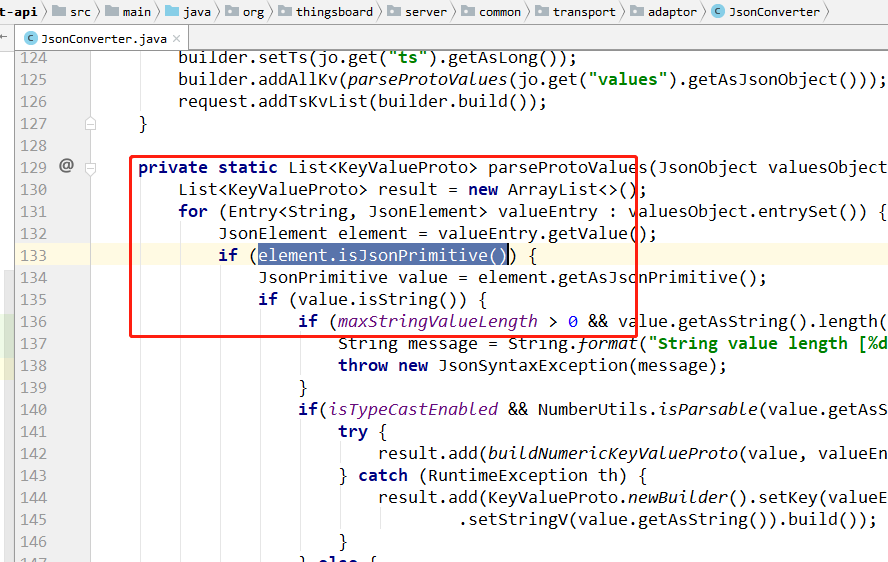 t-api src main java org thingsboard server common transport adaptor JsonConverter
JsonConverter.java ×
124 builder.setTs(jo.get("ts").getAsLong());
125 builder.addAllKv(parseProtoValues(jo.get("values").getAsJsonObject()));
126 request.addTsKvList(builder.build());
127 }
128
129 @ private static List<KeyValueProto> parseProtoValues(JsonObject valuesObject
130 List<KeyValueProto> result = new ArrayList<>();
131 for (Entry<String, JsonElement> valueEntry : valuesObject.entrySet()) {
132 JsonElement element = valueEntry.getValue();
133 if (element.isJsonPrimitive()) {
134 JsonPrimitive value = element.getAsJsonPrimitive();
135 if (value.isString()) {
136 if (maxStringValueLength > 0 && value.getAsString().length(
137 String message = String.format("String value length [%d
138 throw new JsonSyntaxException(message);
139 }
140 if(isTypeCastEnabled && NumberUtils.isParsable(value.getAsS
141 try {
142 result.add(buildNumericKeyValueProto(value, valueEn
143 } catch (RuntimeException th) {
144 result.add(KeyValueProto.newBuilder().setKey(valueE
145 .setStringV(value.getAsString()).build());
146 }
147 } else {